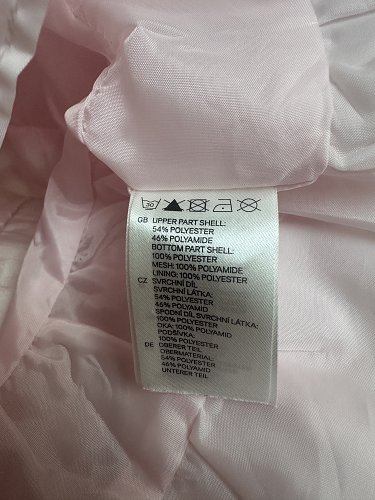 30
GB UPPER PART SHELL:
54% POLYESTER
46% POLYAMIDE
BOTTOM PART SHELL:
100% POLYESTER
MESH: 100% POLYAMIDE
LINING: 100% POLYESTER
CZ SVRCHNÍ DÍL
SVRCHNÍ LÁTKA:
54% POLYESTER
46% POLYAMID
SPODNÍ DÍL SVRCHNÍ LÁTKA:
100% POLYESTER
OKA: 100% POLYAMID
PODŠÍVKA:
100% POLYESTER
DE OBERER TEIL
OBERMATERIAL:
54% POLYESTER
46% POLYAMID
UNTERER TEIL